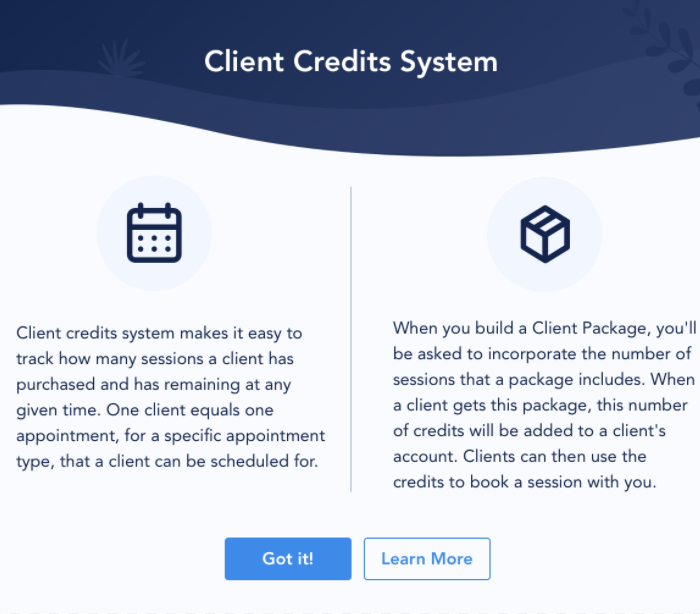 Client Credits System
Client credits system makes it easy to
track how many sessions a client has
purchased and has remaining at any
given time. One client equals one
appointment, for a specific appointment
type, that a client can be scheduled for.
When you build a Client Package, you'll
be asked to incorporate the number of
sessions that a package includes. When
a client gets this package, this number
of credits will be added to a client's
account. Clients can then use the
credits to book a session with you.
Got it!
Learn More